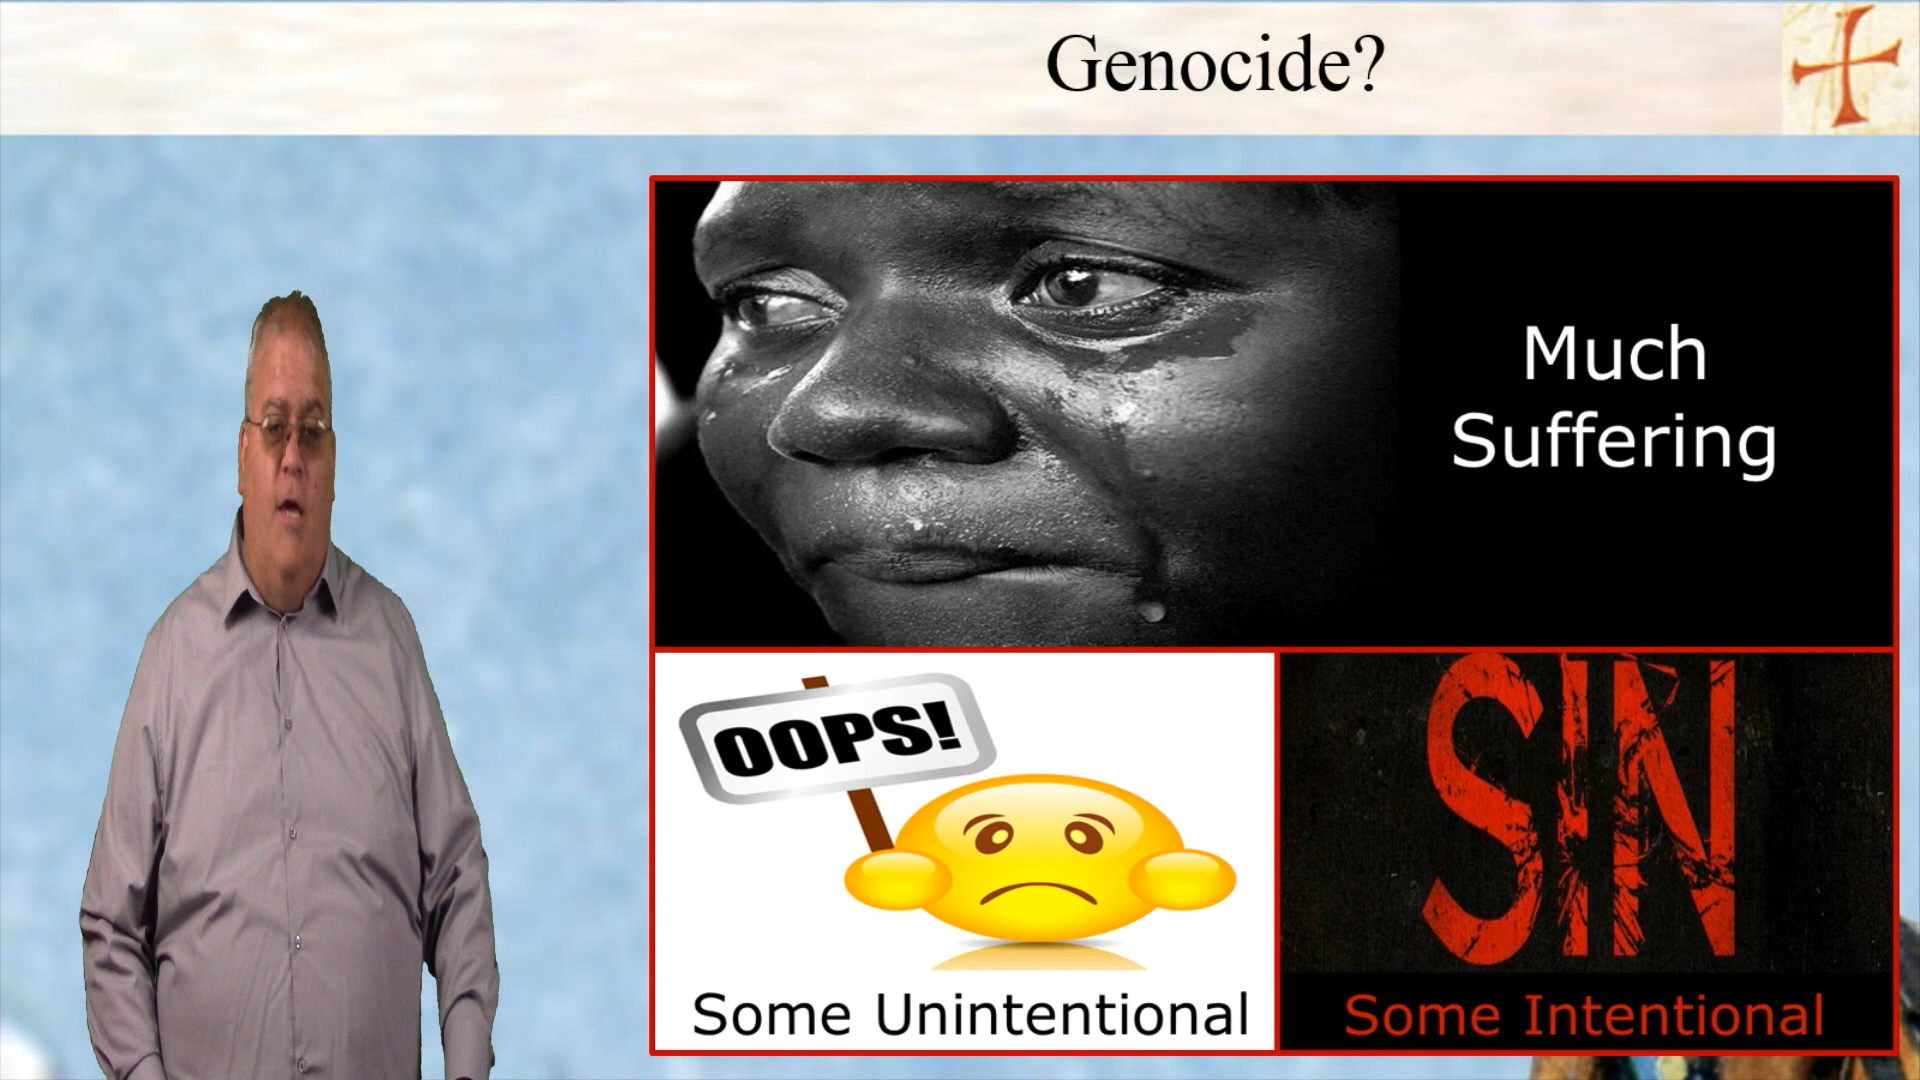 Genocide?
Much
Suffering
OOPS!
SIN
Some Unintentional
Some Intentional